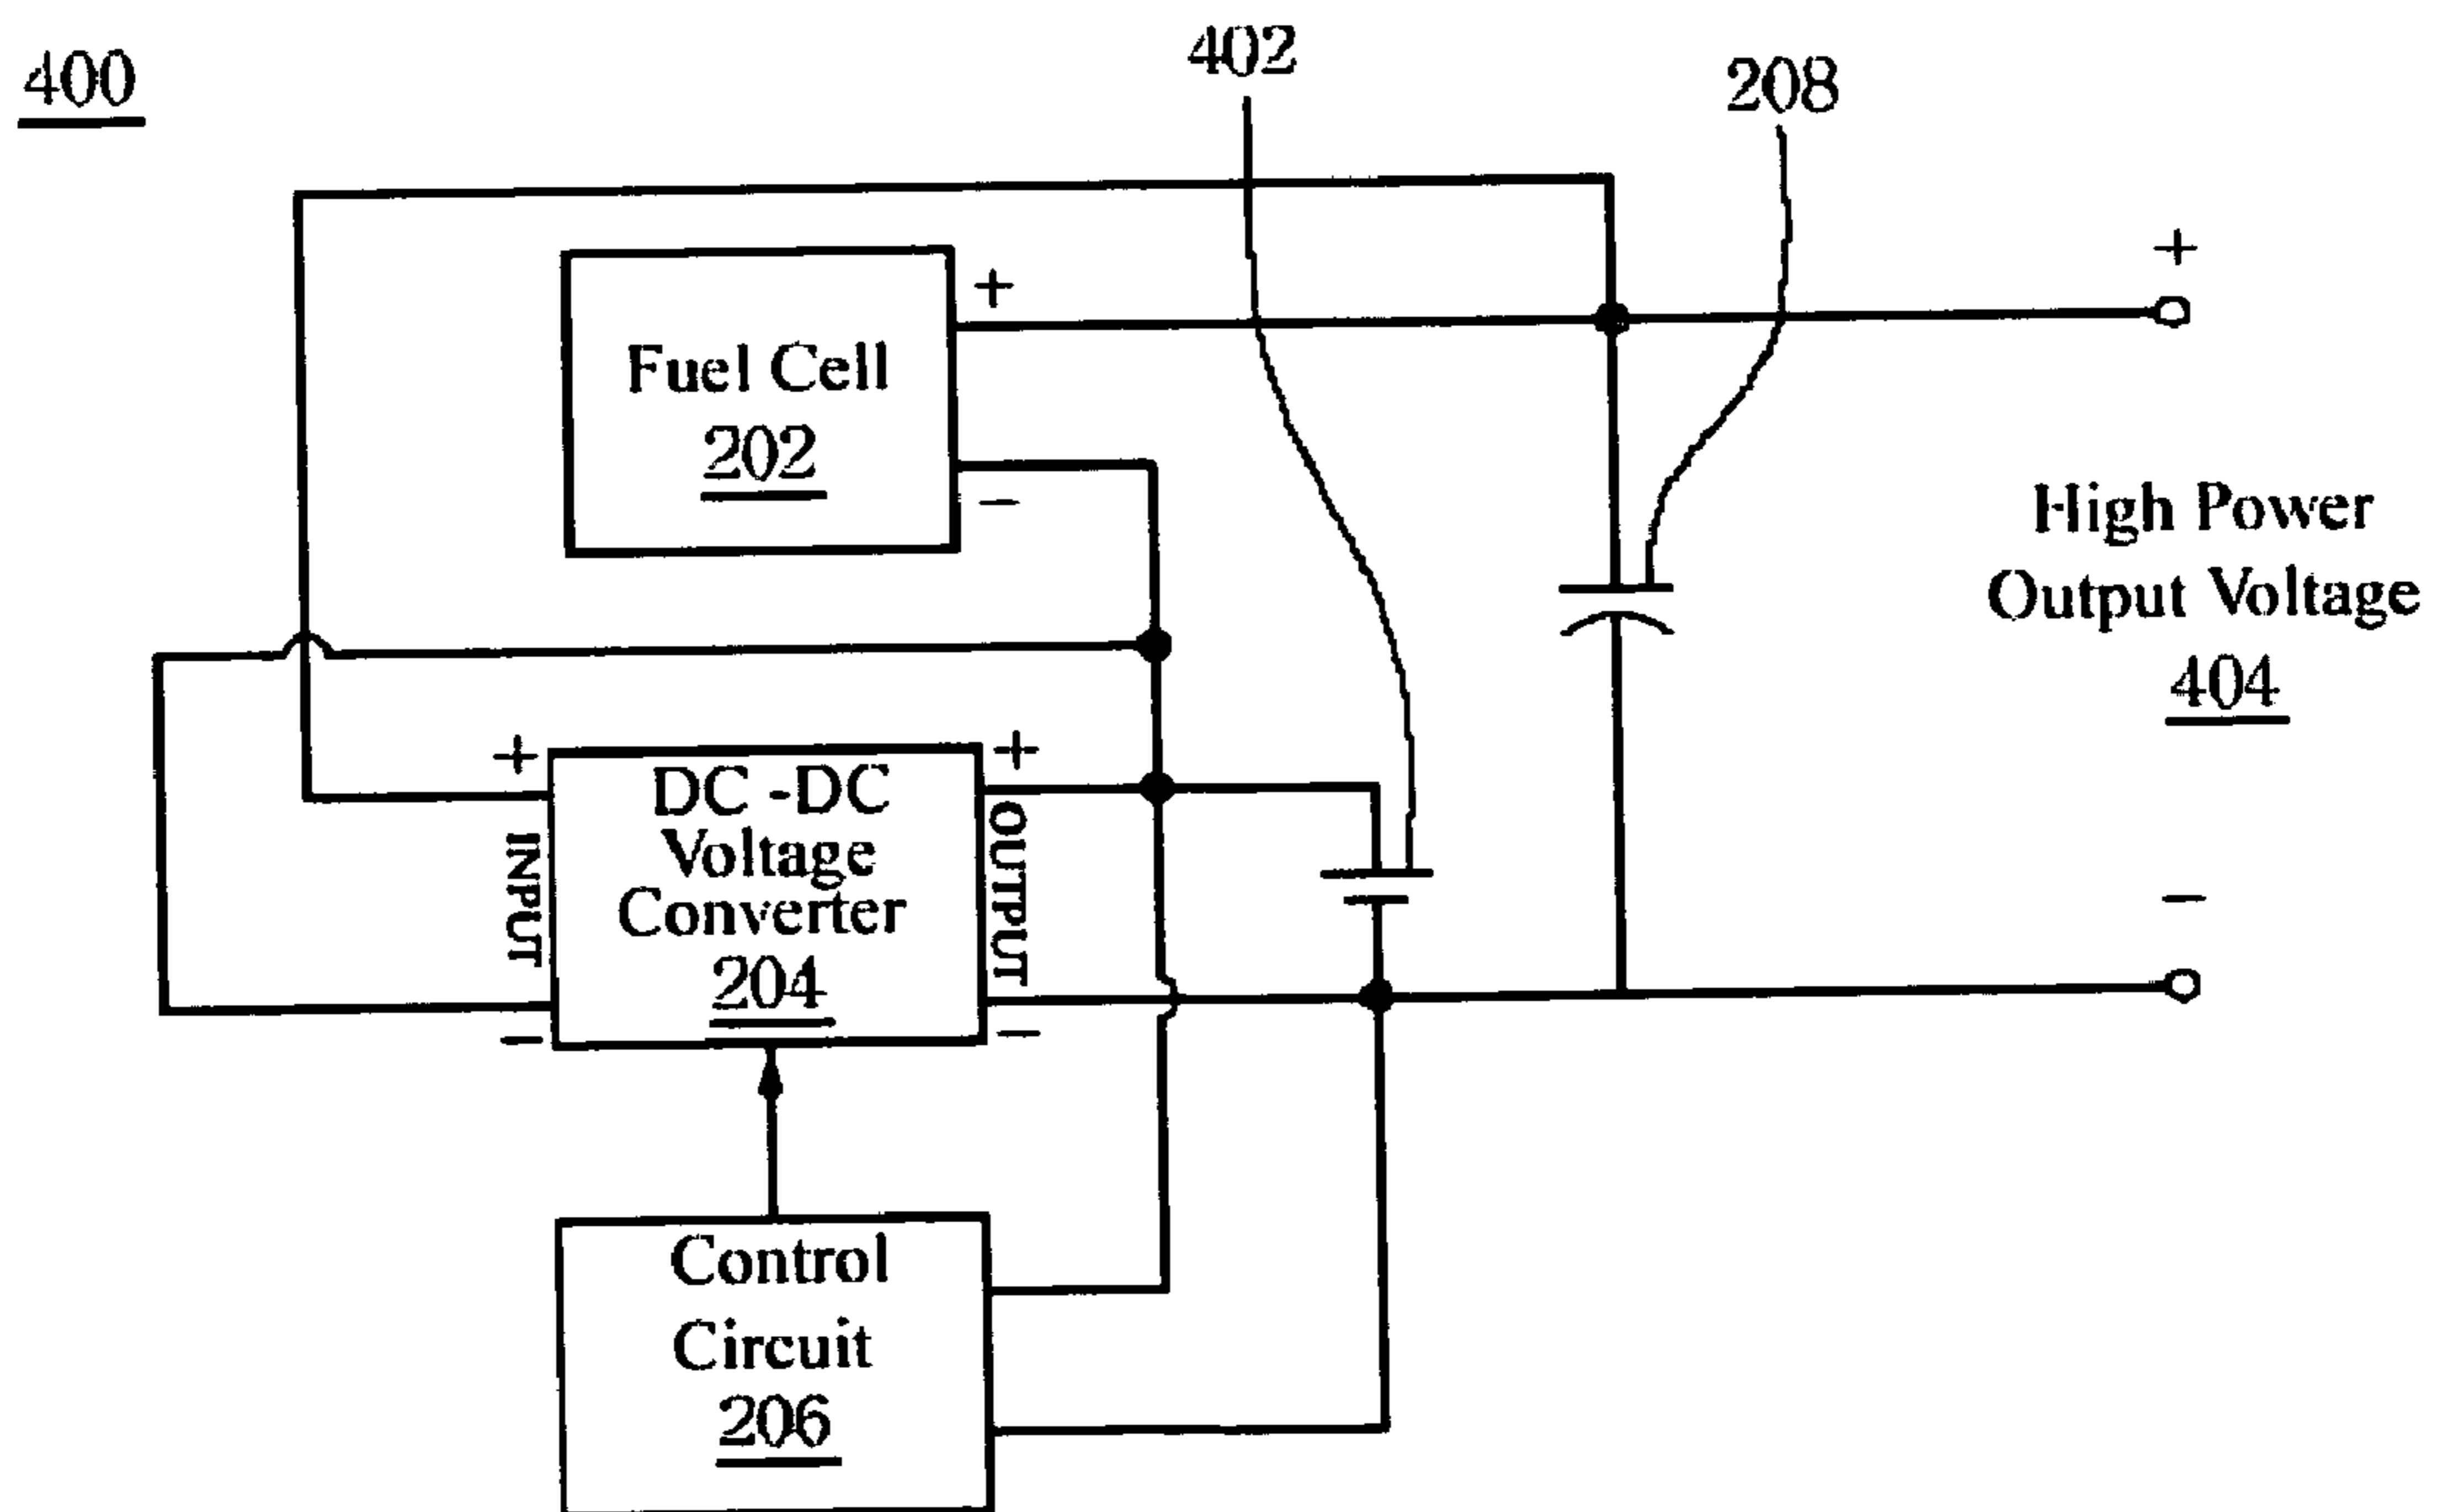 400
402
208
+
+
Fuel Cell
202
−
High Power
Output Voltage
404
+
+
DC -DC
Voltage
Converter
204
INPUT
OUTPUT
−
−
−
Control
Circuit
206